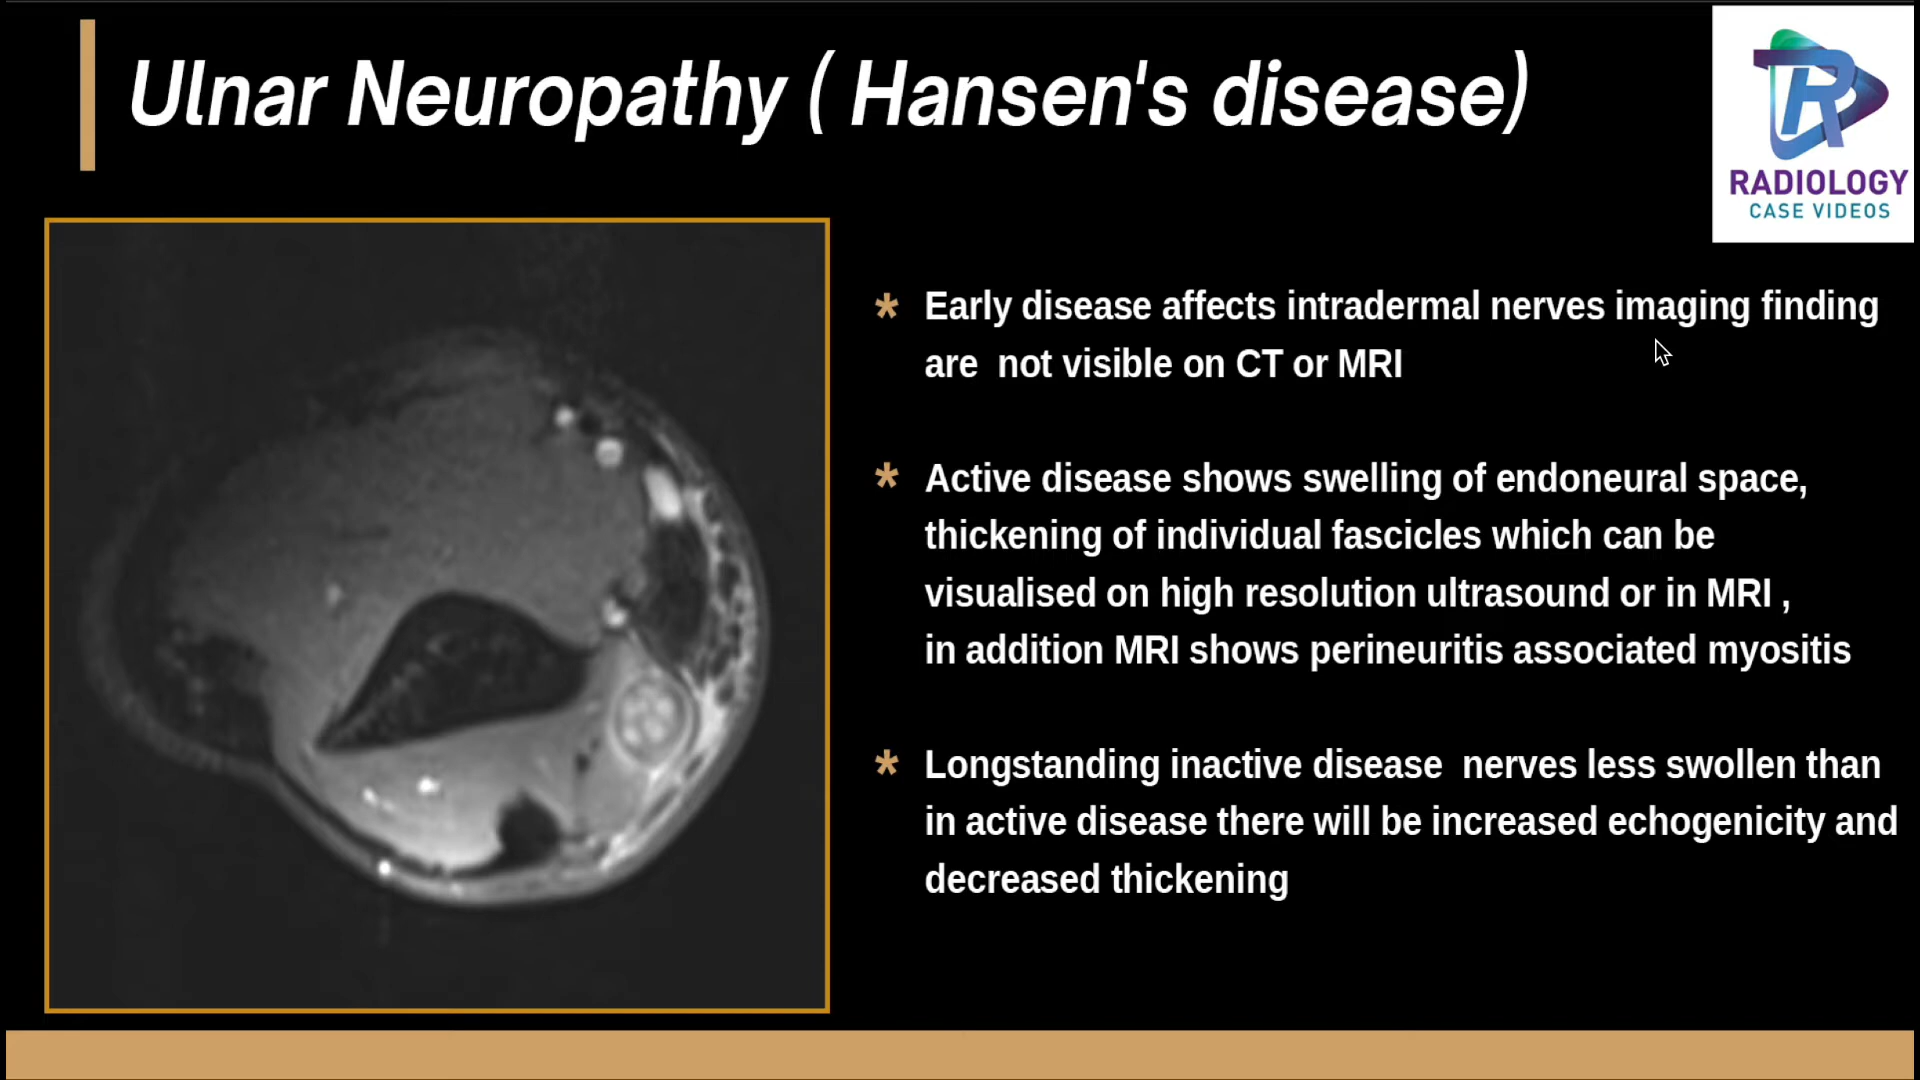 Ulnar Neuropathy ( Hansen's disease)
RADIOLOGY
CASE VIDEOS
* Early disease affects intradermal nerves imaging finding
are  not visible on CT or MRI
* Active disease shows swelling of endoneural space,
thickening of individual fascicles which can be
visualised on high resolution ultrasound or in MRI ,
in addition MRI shows perineuritis associated myositis
* Longstanding inactive disease  nerves less swollen than
in active disease there will be increased echogenicity and
decreased thickening